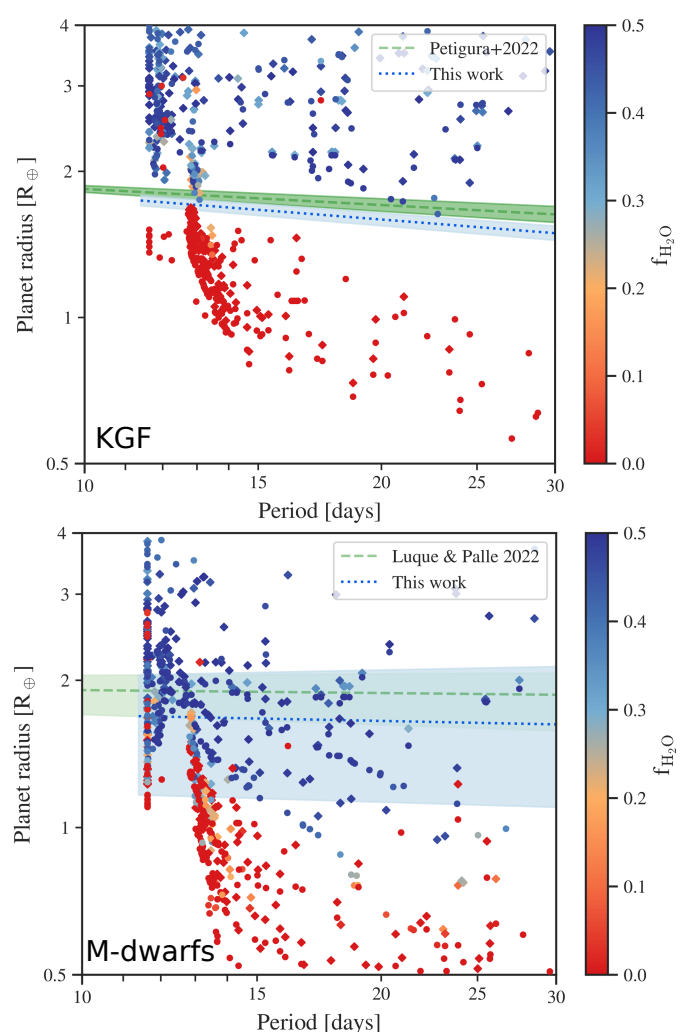 4
3
2
1
0.5
Planet radius [R⊕]
Petigura+2022
This work
KGF
10
15
20
25
30
Period [days]
0.5
0.4
0.3
0.2
0.1
0.0
fH₂O
4
3
2
1
0.5
Planet radius [R⊕]
Luque & Palle 2022
This work
M-dwarfs
10
15
20
25
30
Period [days]
0.5
0.4
0.3
0.2
0.1
0.0
fH₂O